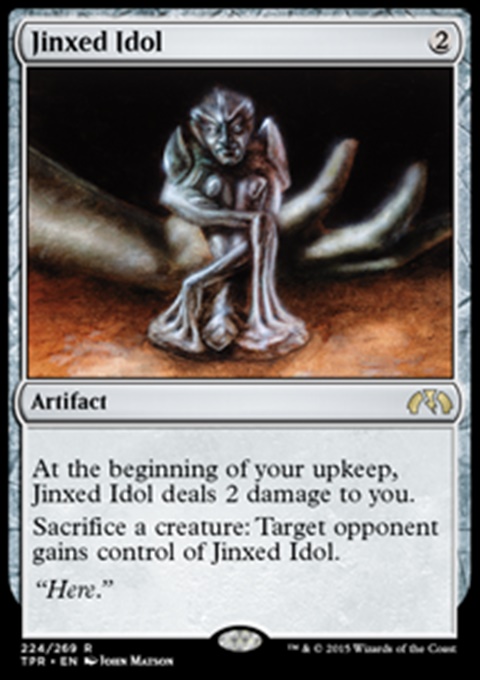 Jinxed Idol 2
Artifact
At the beginning of your upkeep,
Jinxed Idol deals 2 damage to you.
Sacrifice a creature: Target opponent
gains control of Jinxed Idol.
“Here.”
224/269 R
TPR • EN John Matson
™ & © 2015 Wizards of the Coast